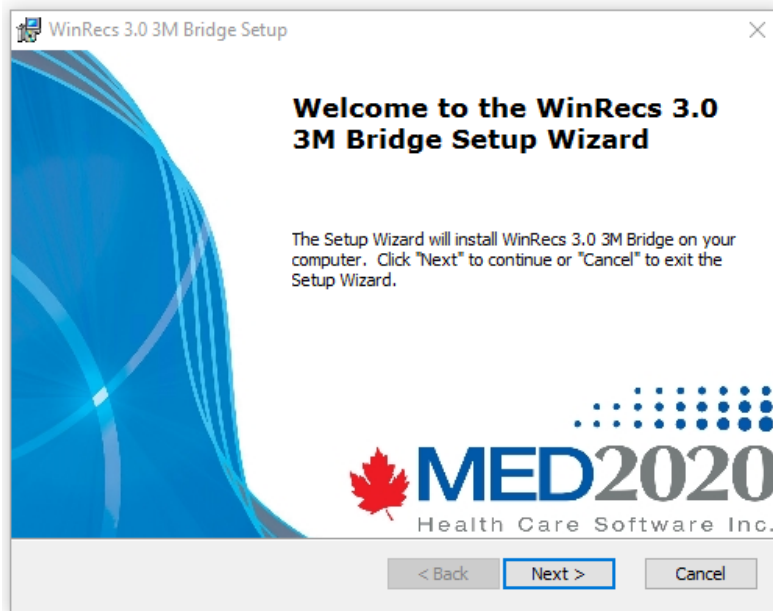 WinRecs 3.0 3M Bridge Setup
Welcome to the WinRecs 3.0
3M Bridge Setup Wizard
The Setup Wizard will install WinRecs 3.0 3M Bridge on your
computer. Click "Next" to continue or "Cancel" to exit the
Setup Wizard.
MED2020
Health Care Software Inc.
< Back Next > Cancel